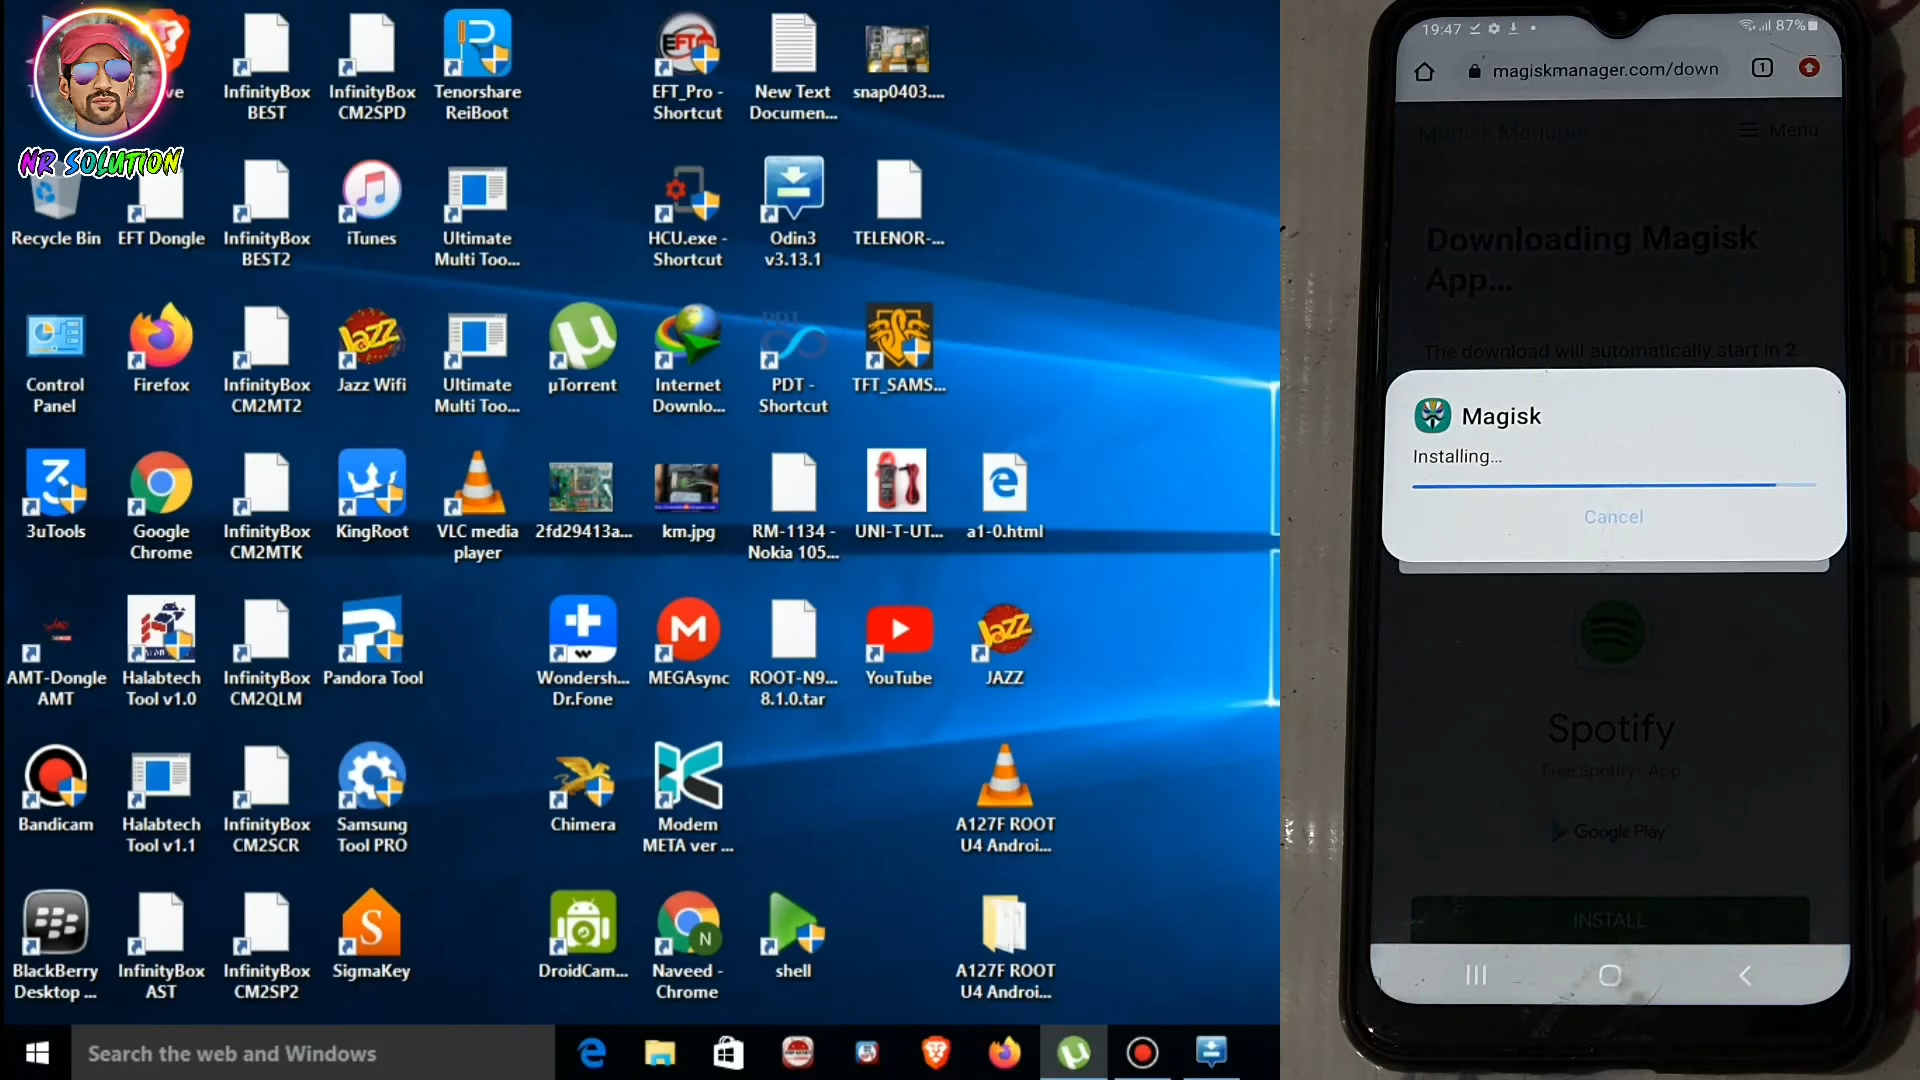 NR SOLUTION
InfinityBox
BEST
InfinityBox
CM2SPD
Tenorshare
ReiBoot
EFT_Pro -
Shortcut
New Text
Documen...
snap0403....
Recycle Bin
EFT Dongle
InfinityBox
BEST2
iTunes
Ultimate
Multi Too...
HCU.exe -
Shortcut
Odin3
v3.13.1
TELENOR-...
Control
Panel
Firefox
InfinityBox
CM2MT2
Jazz Wifi
Ultimate
Multi Too...
µTorrent
Internet
Downlo...
PDT -
Shortcut
TFT_SAMS...
3uTools
Google
Chrome
InfinityBox
CM2MTK
KingRoot
VLC media
player
2fd29413a...
km.jpg
RM-1134 -
Nokia 105...
UNI-T-UT...
a1-0.html
AMT-Dongle
AMT
Halabtech
Tool v1.0
InfinityBox
CM2QLM
Pandora Tool
Wondersh...
Dr.Fone
MEGAsync
ROOT-N9...
8.1.0.tar
YouTube
JAZZ
Bandicam
Halabtech
Tool v1.1
InfinityBox
CM2SCR
Samsung
Tool PRO
Chimera
Modem
META ver ...
A127F ROOT
U4 Androi...
BlackBerry
Desktop ...
InfinityBox
AST
InfinityBox
CM2SP2
SigmaKey
DroidCam...
Naveed -
Chrome
shell
A127F ROOT
U4 Androi...
Search the web and Windows
19:47
87%
magiskmanager.com/down
1
Magisk Manager
Menu
Downloading Magisk
App...
The download will automatically start in 2
Magisk
Installing...
Cancel
Spotify
Free Spotify® App
Google Play
INSTALL